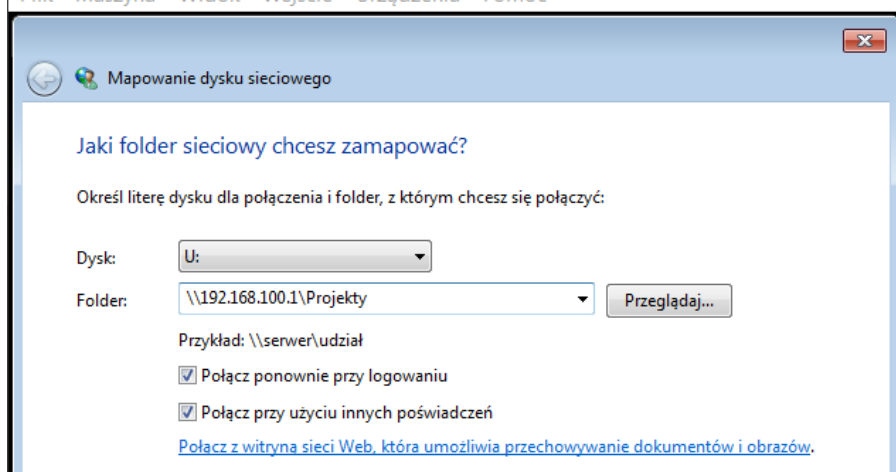 Mapowanie dysku sieciowego
Jaki folder sieciowy chcesz zamapować?
Określ literę dysku dla połączenia i folder, z którym chcesz się połączyć:
Dysk: U:
Folder: \\192.168.100.1\Projekty Przeglądaj...
Przykład: \\serwer\udział
Połącz ponownie przy logowaniu
Połącz przy użyciu innych poświadczeń
Połącz z witryną sieci Web, która umożliwia przechowywanie dokumentów i obrazów.